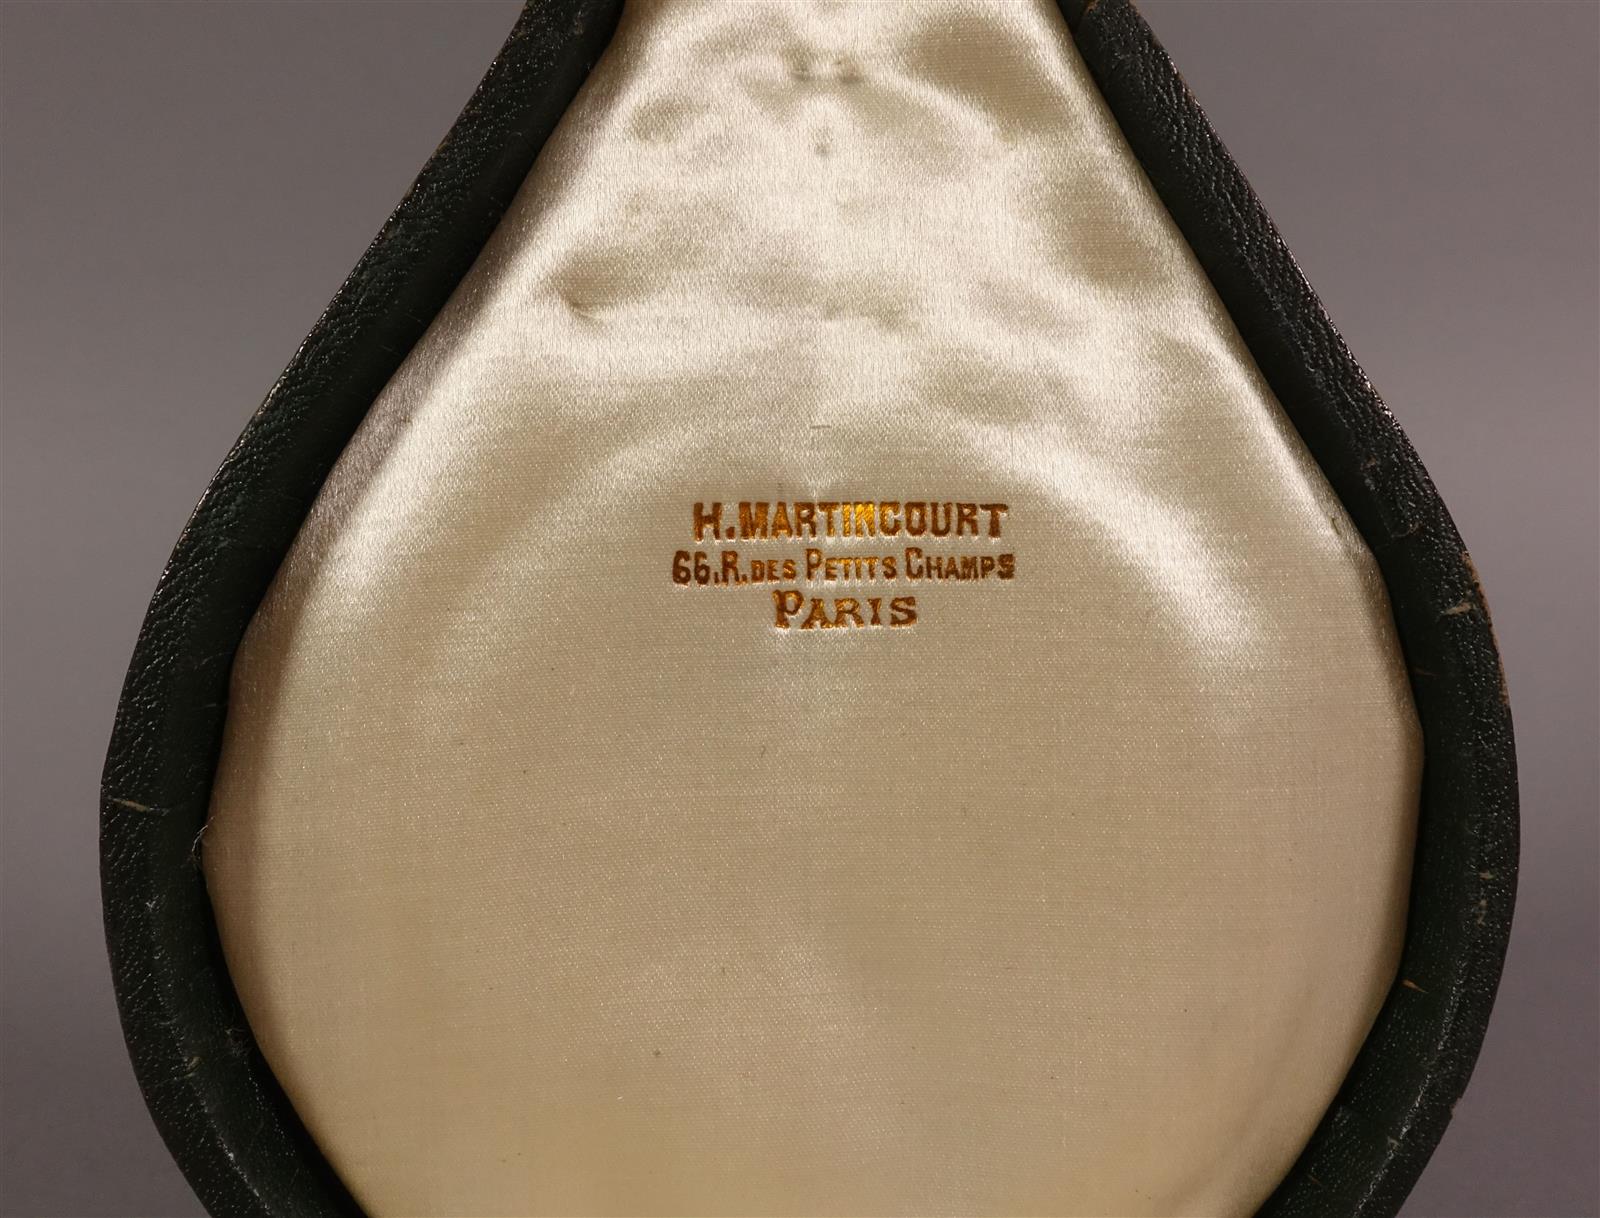 H. MARTINCOURT
66, R. DES PETITS CHAMPS
PARIS